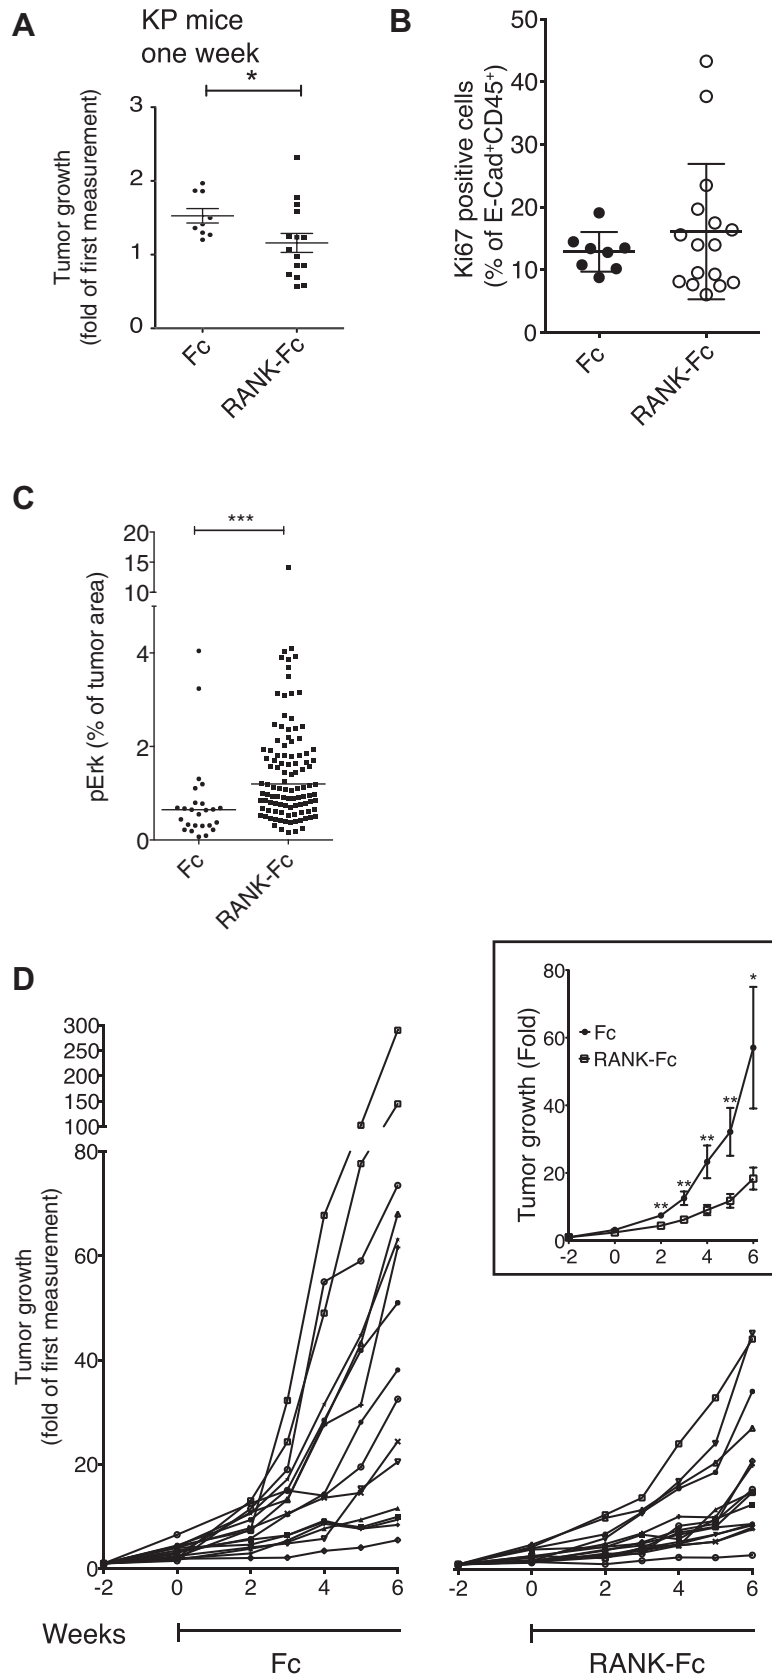 A
KP mice
one week
*
Tumor growth
(fold of first measurement)
3
2
1
0
Fc
RANK-Fc
B
Ki67 positive cells
(% of E-Cad+CD45+)
50
40
30
20
10
0
Fc
RANK-Fc
C
***
pErk (% of tumor area)
20
15
10
4
2
0
Fc
RANK-Fc
D
Tumor growth
(fold of first measurement)
300
250
200
150
100
80
60
40
20
0
-2
0
2
4
6
Tumor growth (Fold)
80
60
40
20
0
Fc
RANK-Fc
**
**
**
**
*
-2
0
2
4
6
-2
0
2
4
6
Weeks
Fc
RANK-Fc